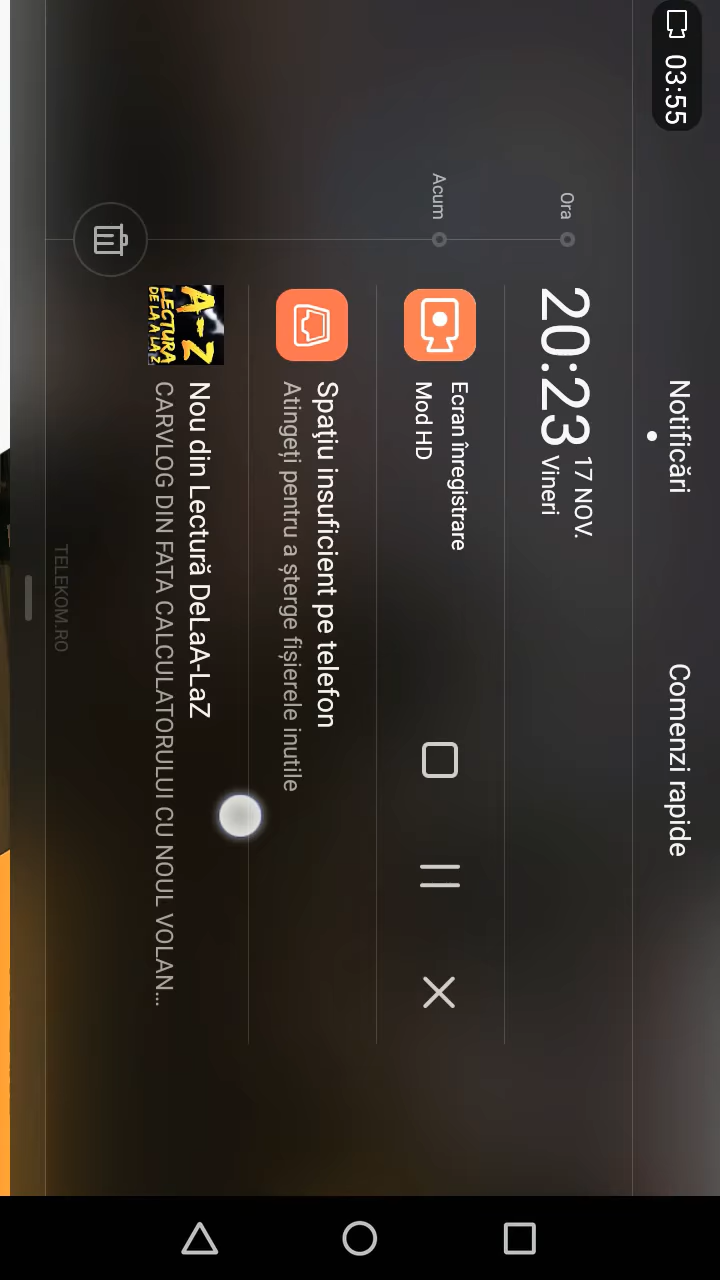 03:55
Notificări
Comenzi rapide
Ora
20:23
17 NOV.
Vineri
Acum
Ecran înregistrare
Mod HD
Spațiu insuficient pe telefon
Atingeți pentru a șterge fișierele inutile
A-Z
LECTURA
DE LA A LA Z
Nou din Lectură DeLaA-LaZ
CARVLOG DIN FATA CALCULATORULUI CU NOUL VOLAN...
TELEKOM.RO